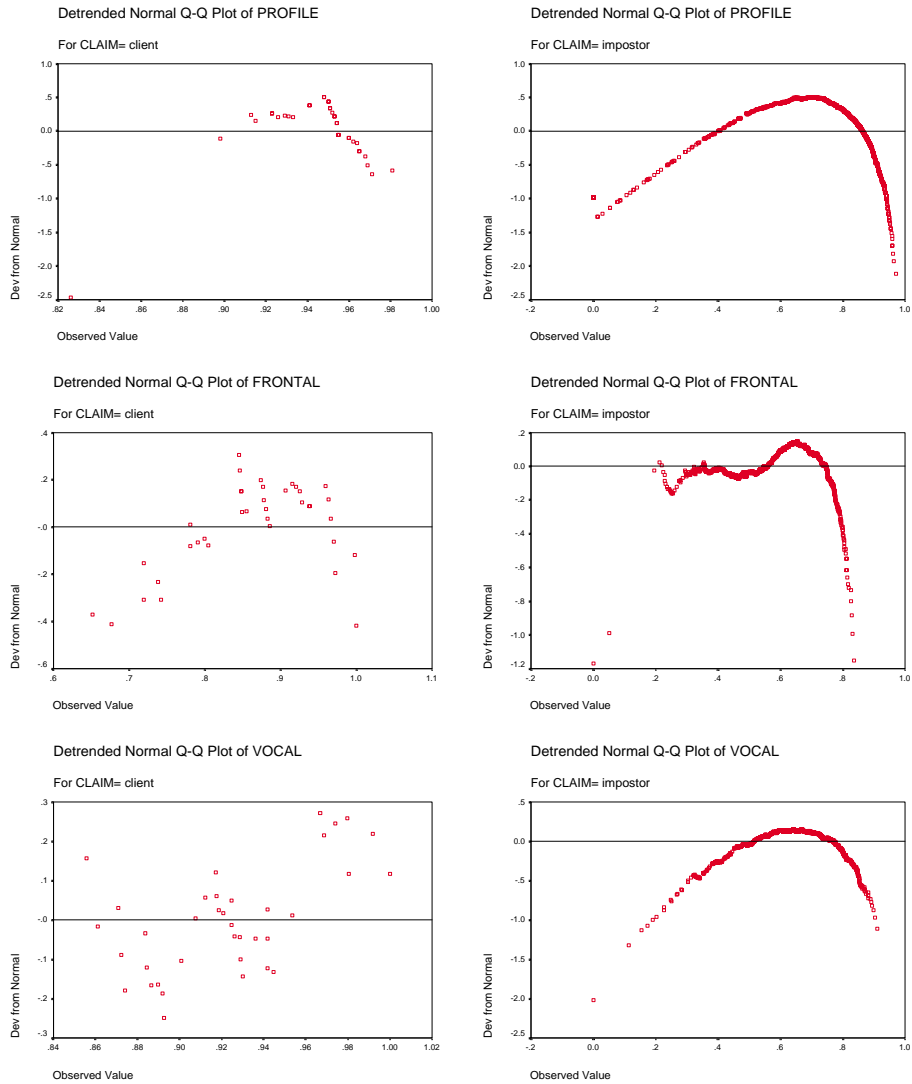 Detrended Normal Q-Q Plot of PROFILE
For CLAIM= client
1.0
.5
0.0
-.5
-1.0
-1.5
-2.0
-2.5
Dev from Normal
.82 .84 .86 .88 .90 .92 .94 .96 .98 1.00
Observed Value
Detrended Normal Q-Q Plot of PROFILE
For CLAIM= impostor
1.0
.5
0.0
-.5
-1.0
-1.5
-2.0
-2.5
Dev from Normal
-.2 0.0 .2 .4 .6 .8 1.0
Observed Value
Detrended Normal Q-Q Plot of FRONTAL
For CLAIM= client
.4
.2
-.0
-.2
-.4
-.6
Dev from Normal
.6 .7 .8 .9 1.0 1.1
Observed Value
Detrended Normal Q-Q Plot of FRONTAL
For CLAIM= impostor
.2
0.0
-.2
-.4
-.6
-.8
-1.0
-1.2
Dev from Normal
-.2 0.0 .2 .4 .6 .8 1.0
Observed Value
Detrended Normal Q-Q Plot of VOCAL
For CLAIM= client
.3
.2
.1
-.0
-.1
-.2
-.3
Dev from Normal
.84 .86 .88 .90 .92 .94 .96 .98 1.00 1.02
Observed Value
Detrended Normal Q-Q Plot of VOCAL
For CLAIM= impostor
.5
0.0
-.5
-1.0
-1.5
-2.0
-2.5
Dev from Normal
-.2 0.0 .2 .4 .6 .8 1.0
Observed Value